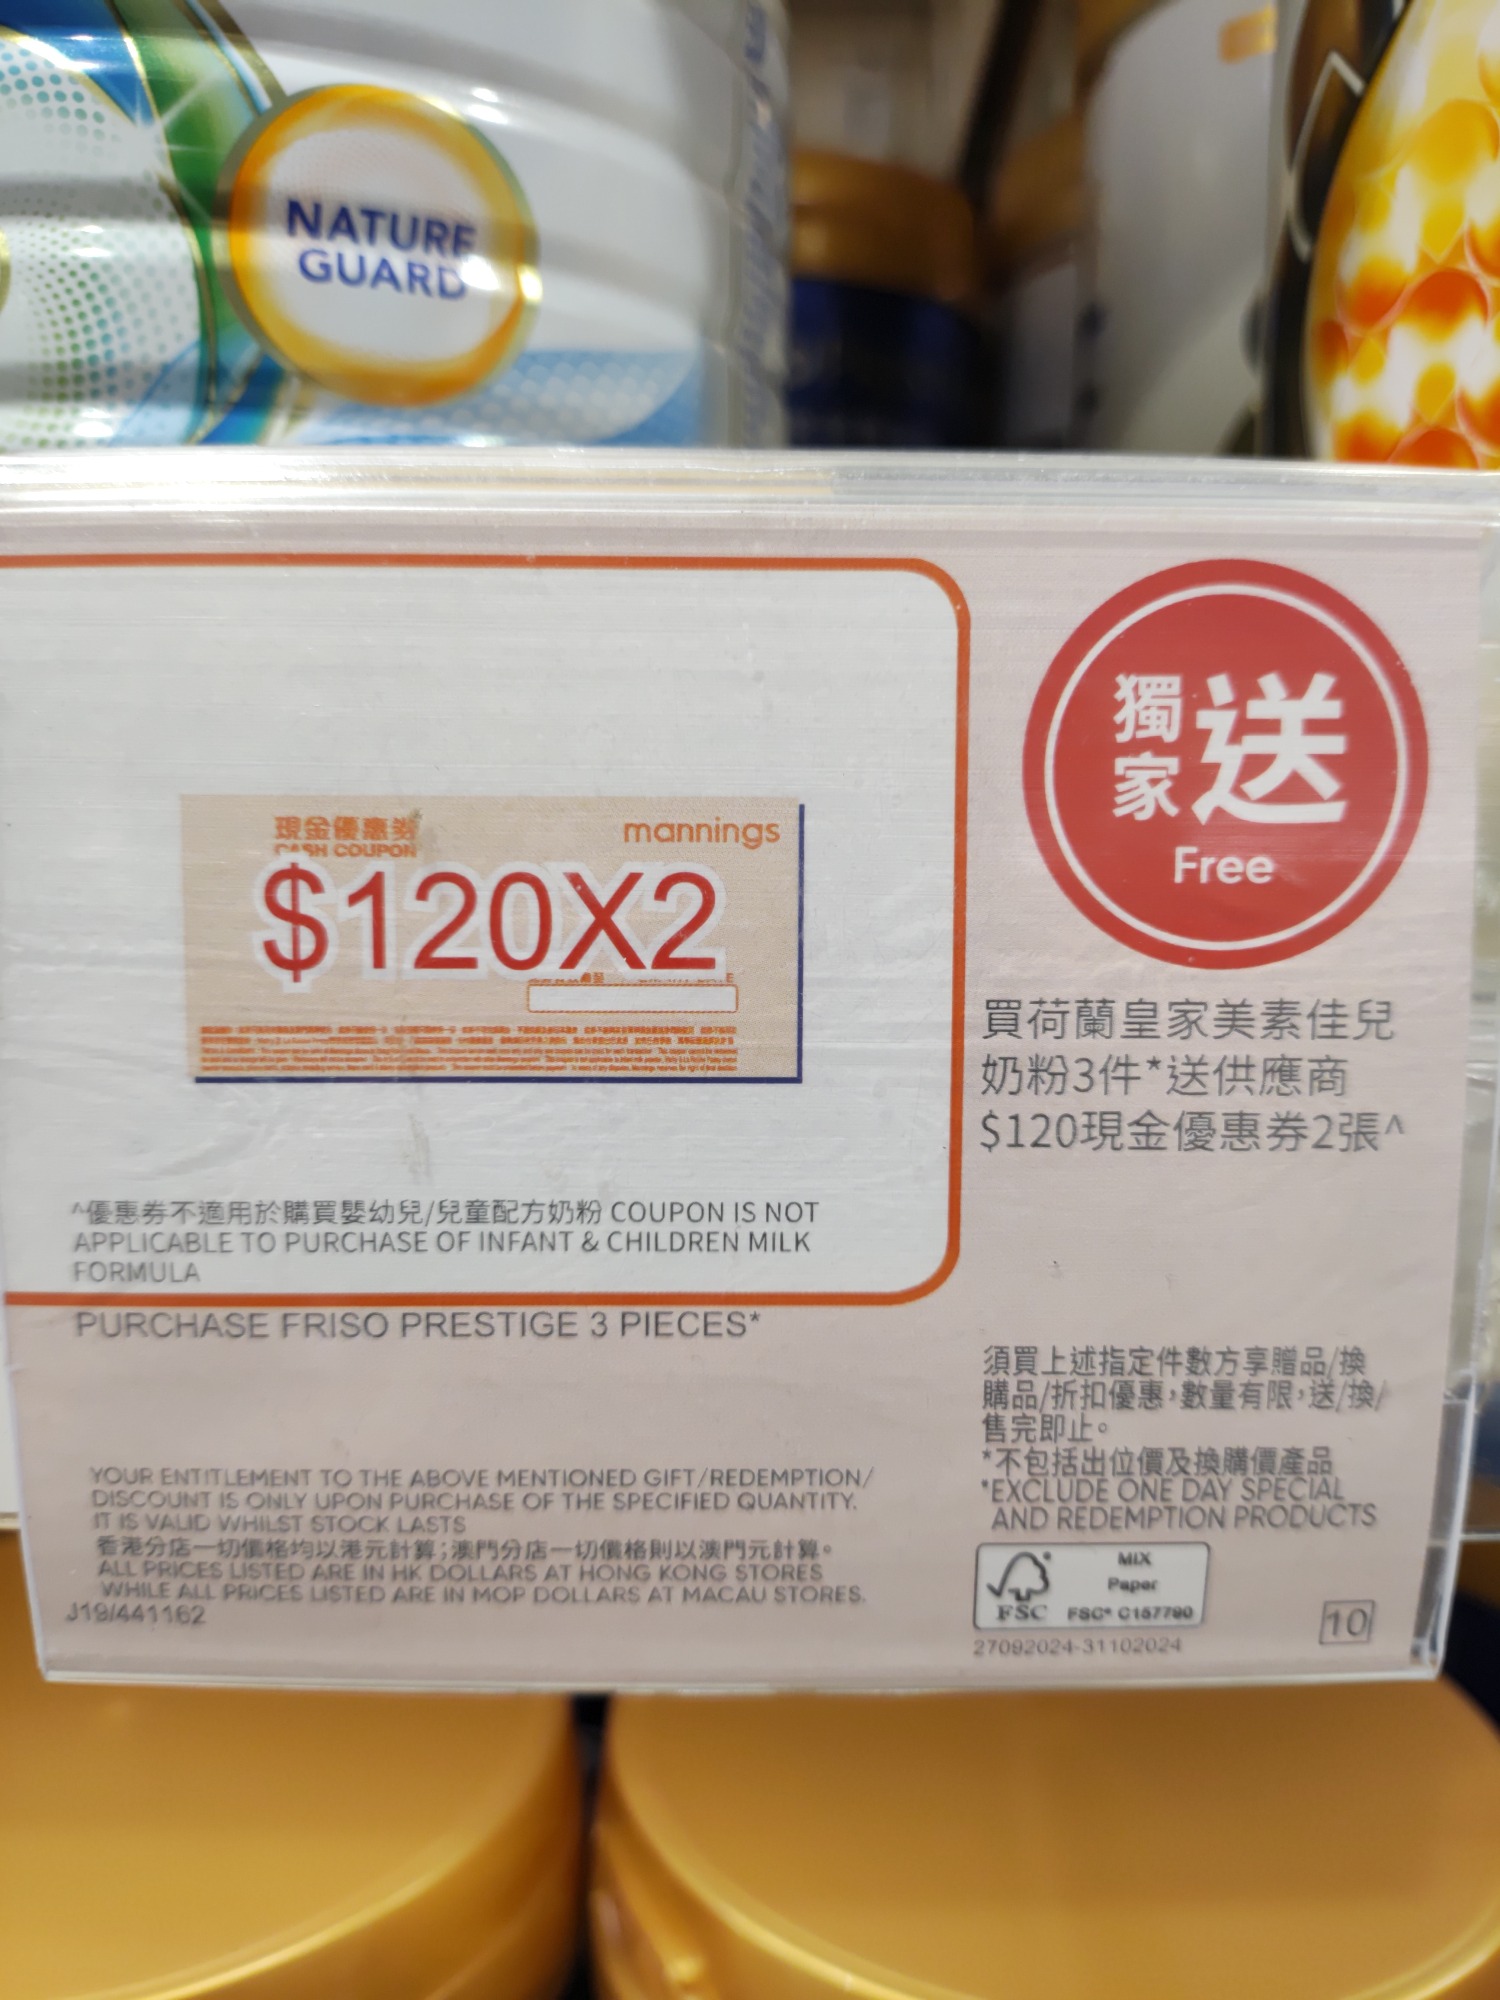 NATURE
GUARD
獨家
送
Free
現金優惠券
CASH COUPON
mannings
$120X2
買荷蘭皇家美素佳兒
奶粉3件*送供應商
$120現金優惠券2張^
^優惠券不適用於購買嬰幼兒/兒童配方奶粉 COUPON IS NOT
APPLICABLE TO PURCHASE OF INFANT & CHILDREN MILK
FORMULA
PURCHASE FRISO PRESTIGE 3 PIECES*
須買上述指定件數方享贈品/換
購品/折扣優惠，數量有限，送/換/
售完即止。
*不包括出位價及換購價產品
*EXCLUDE ONE DAY SPECIAL
AND REDEMPTION PRODUCTS
YOUR ENTITLEMENT TO THE ABOVE MENTIONED GIFT/REDEMPTION/
DISCOUNT IS ONLY UPON PURCHASE OF THE SPECIFIED QUANTITY.
IT IS VALID WHILST STOCK LASTS
香港分店一切價格均以港元計算；澳門分店一切價格則以澳門元計算。
ALL PRICES LISTED ARE IN HK DOLLARS AT HONG KONG STORES
WHILE ALL PRICES LISTED ARE IN MOP DOLLARS AT MACAU STORES.
J19/441162
FSC
MIX
Paper
FSC® C157790
27092024-31102024
10